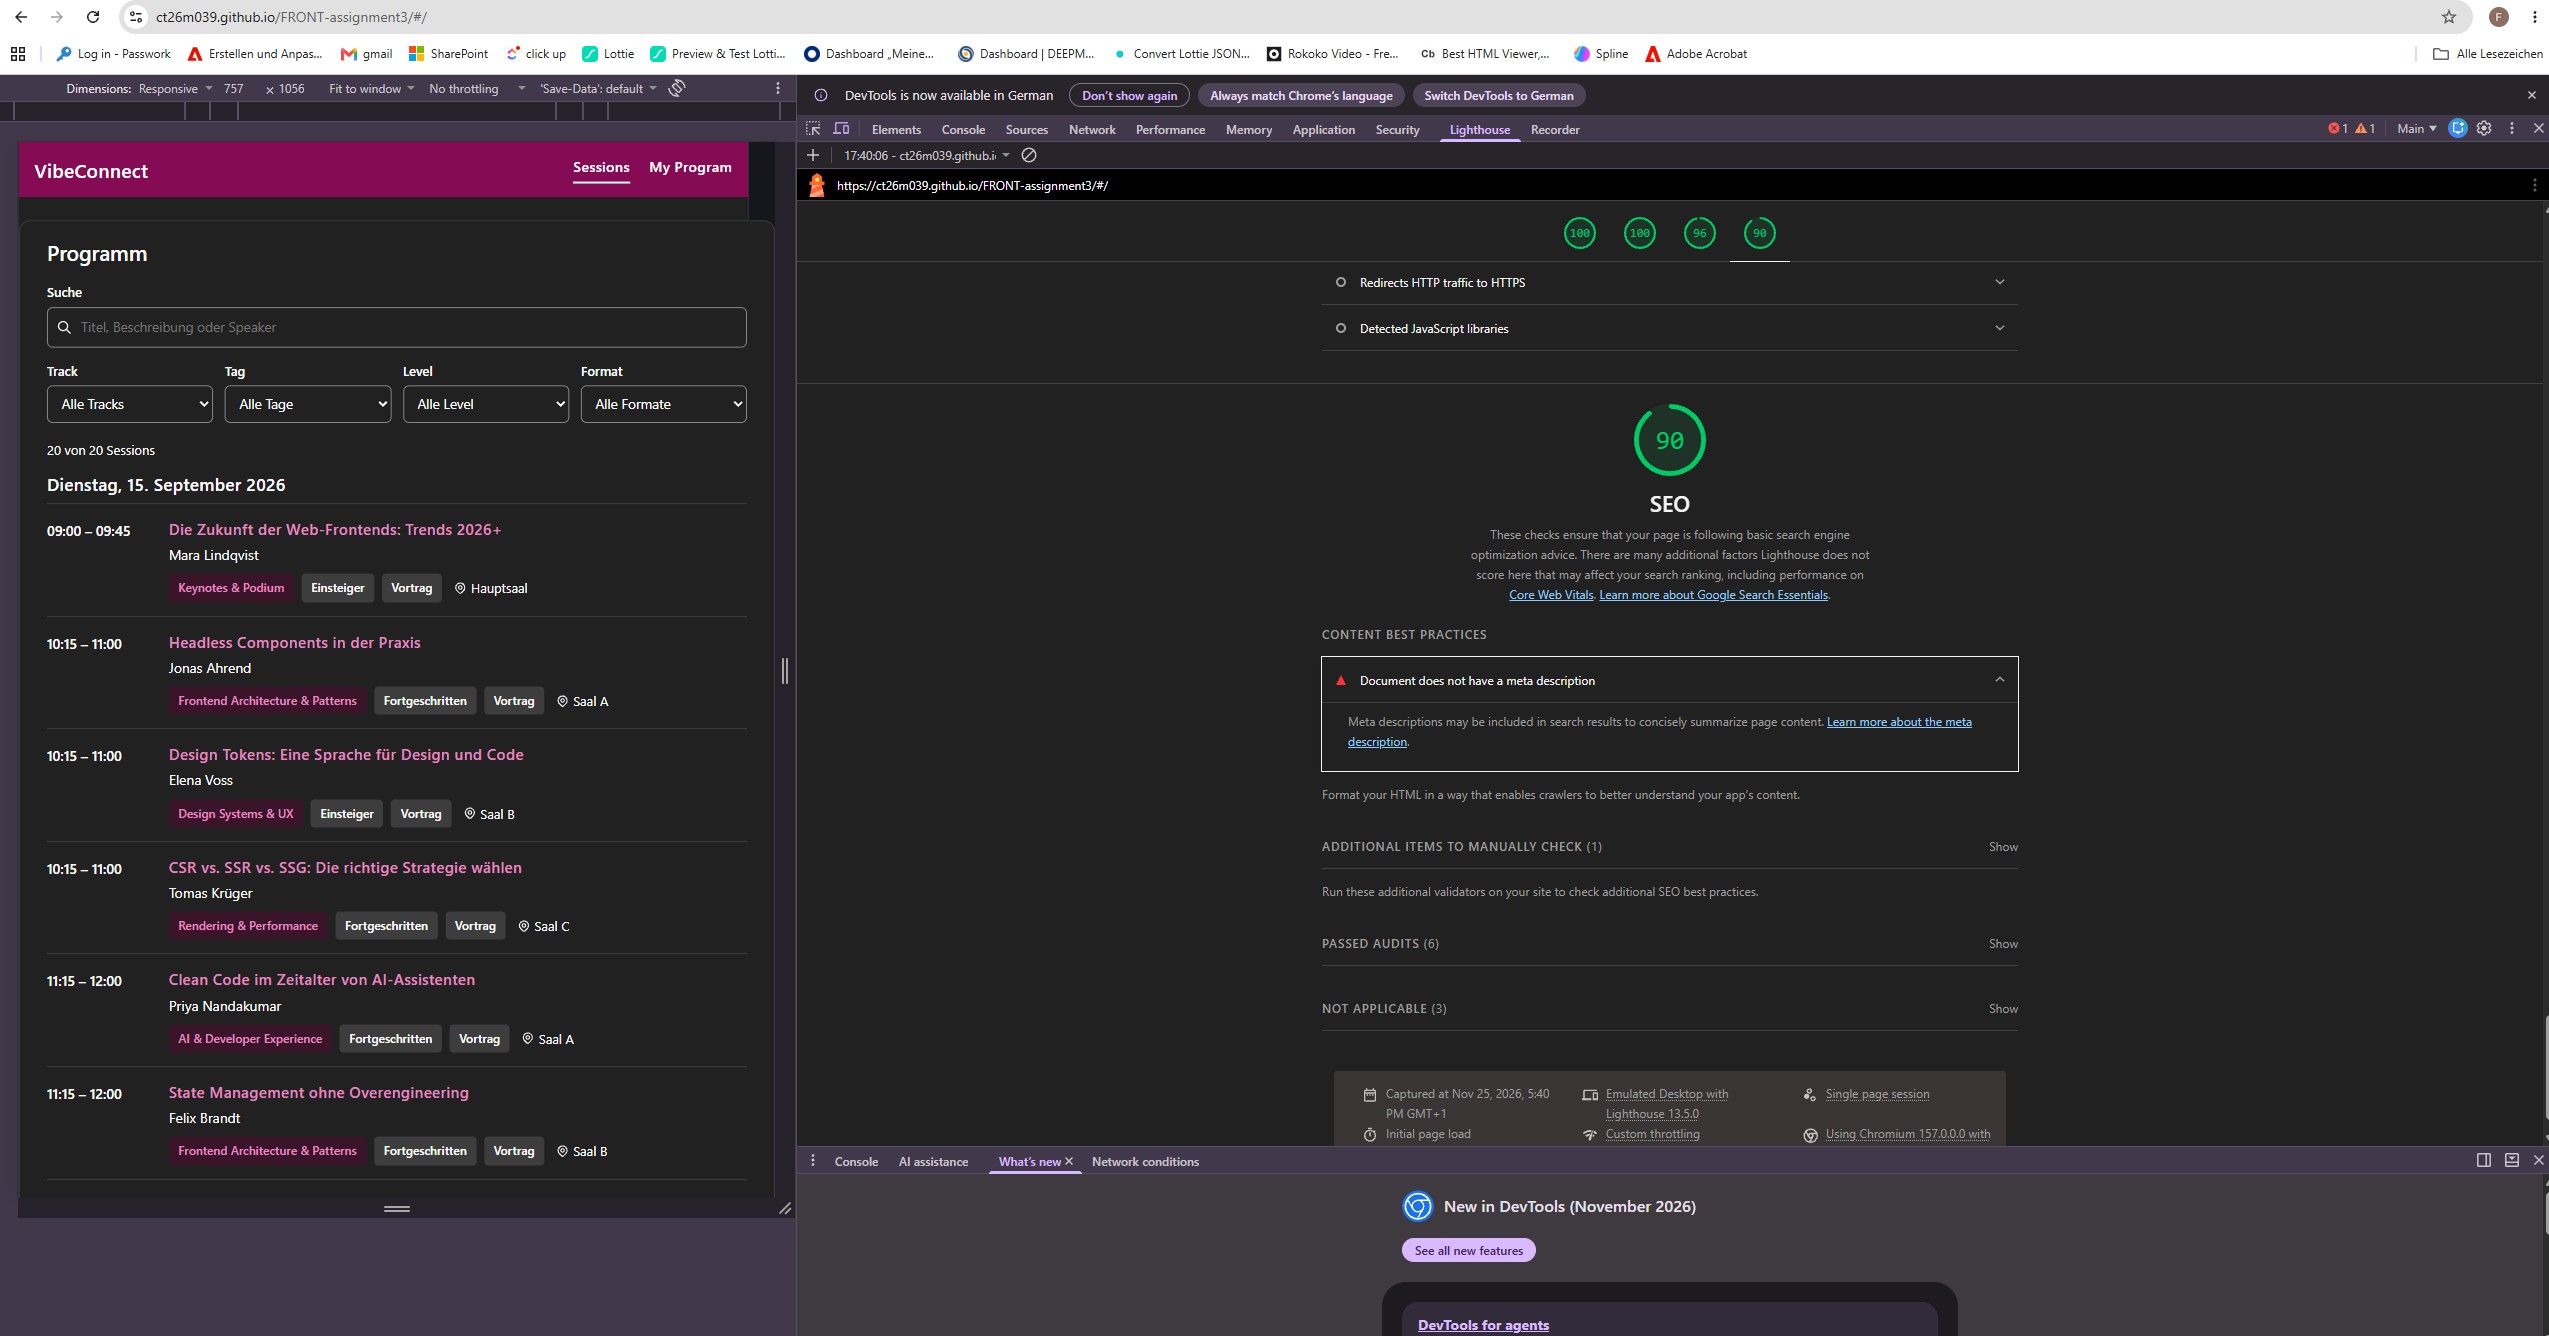 ct26m039.github.io/FRONT-assignment3/#/
F
Log in - Passwork
Erstellen und Anpas...
gmail
SharePoint
click up
Lottie
Preview & Test Lotti...
Dashboard „Meine...
Dashboard | DEEPM...
Convert Lottie JSON...
Rokoko Video - Fre...
Cb Best HTML Viewer,...
Spline
Adobe Acrobat
Alle Lesezeichen
Dimensions: Responsive 757 x 1056 Fit to window No throttling 'Save-Data': default
VibeConnect
Sessions My Program
Programm
Suche
Titel, Beschreibung oder Speaker
Track Tag Level Format
Alle Tracks Alle Tage Alle Level Alle Formate
20 von 20 Sessions
Dienstag, 15. September 2026
09:00 – 09:45 Die Zukunft der Web-Frontends: Trends 2026+
Mara Lindqvist
Keynotes & Podium Einsteiger Vortrag Hauptsaal
10:15 – 11:00 Headless Components in der Praxis
Jonas Ahrend
Frontend Architecture & Patterns Fortgeschritten Vortrag Saal A
10:15 – 11:00 Design Tokens: Eine Sprache für Design und Code
Elena Voss
Design Systems & UX Einsteiger Vortrag Saal B
10:15 – 11:00 CSR vs. SSR vs. SSG: Die richtige Strategie wählen
Tomas Krüger
Rendering & Performance Fortgeschritten Vortrag Saal C
11:15 – 12:00 Clean Code im Zeitalter von AI-Assistenten
Priya Nandakumar
AI & Developer Experience Fortgeschritten Vortrag Saal A
11:15 – 12:00 State Management ohne Overengineering
Felix Brandt
Frontend Architecture & Patterns Fortgeschritten Vortrag Saal B
DevTools is now available in German Don't show again Always match Chrome's language Switch DevTools to German
Elements Console Sources Network Performance Memory Application Security Lighthouse Recorder 1 1 Main
17:40:06 - ct26m039.github.i
https://ct26m039.github.io/FRONT-assignment3/#/
100 100 96 90
Redirects HTTP traffic to HTTPS
Detected JavaScript libraries
90
SEO
These checks ensure that your page is following basic search engine
optimization advice. There are many additional factors Lighthouse does not
score here that may affect your search ranking, including performance on
Core Web Vitals. Learn more about Google Search Essentials.
CONTENT BEST PRACTICES
Document does not have a meta description
Meta descriptions may be included in search results to concisely summarize page content. Learn more about the meta
description.
Format your HTML in a way that enables crawlers to better understand your app's content.
ADDITIONAL ITEMS TO MANUALLY CHECK (1) Show
Run these additional validators on your site to check additional SEO best practices.
PASSED AUDITS (6) Show
NOT APPLICABLE (3) Show
Captured at Nov 25, 2026, 5:40
PM GMT+1
Emulated Desktop with
Lighthouse 13.5.0
Single page session
Initial page load
Custom throttling
Using Chromium 157.0.0.0 with
Console AI assistance What's new Network conditions
New in DevTools (November 2026)
See all new features
DevTools for agents